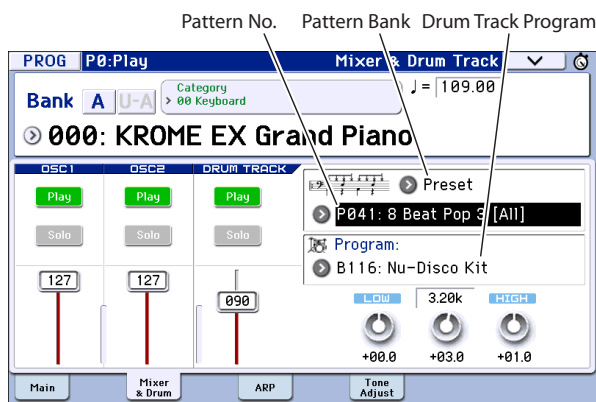 Pattern No. Pattern Bank Drum Track Program
PROG P0:Play Mixer & Drum Track
Bank A U-A Category ♩= 109.00
00 Keyboard
000: KROME EX Grand Piano
OSC1 OSC2 DRUM TRACK
Preset
Play Play Play
P041: 8 Beat Pop 3 [All]
Solo Solo Solo
Program:
B116: Nu-Disco Kit
127 127 090
LOW 3.20k HIGH
+00.0 +03.0 +01.0
Main Mixer & Drum ARP Tone Adjust